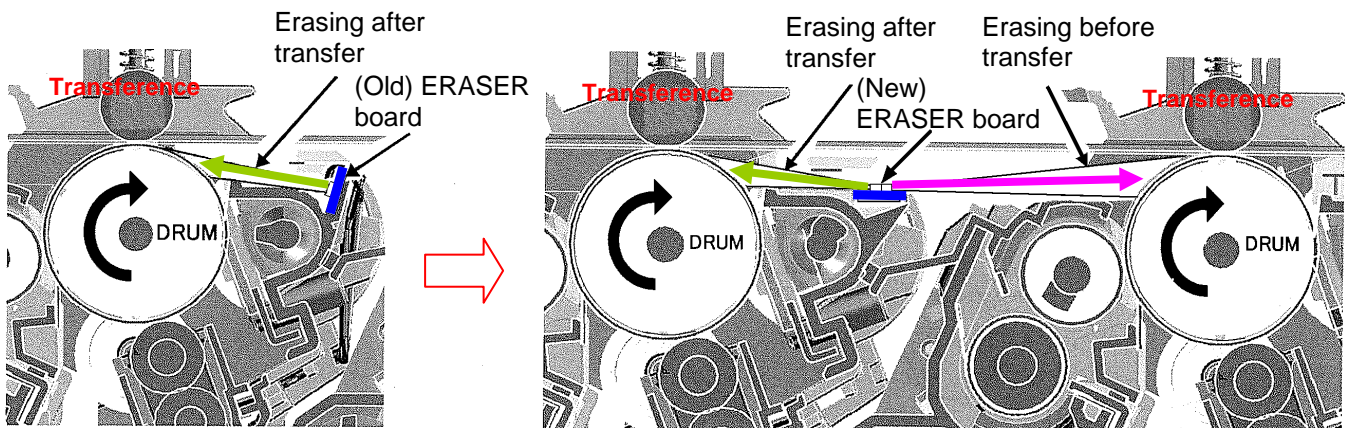 Erasing after
transfer
(Old) ERASER
board
Transference
DRUM
Erasing after
transfer
(New)
ERASER board
Erasing before
transfer
Transference
Transference
DRUM
DRUM